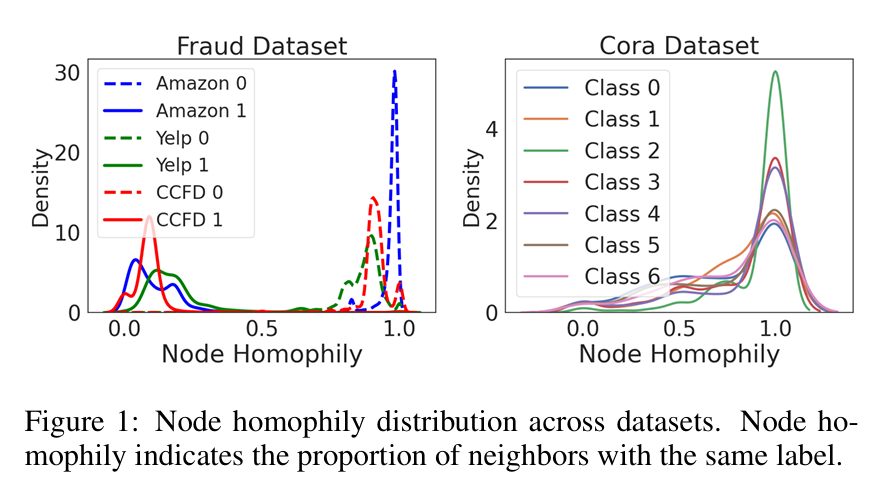 Fraud Dataset
30
20
10
0
Density
0.0 0.5 1.0
Node Homophily
Amazon 0
Amazon 1
Yelp 0
Yelp 1
CCFD 0
CCFD 1
Cora Dataset
4
2
0
Density
0.0 0.5 1.0
Node Homophily
Class 0
Class 1
Class 2
Class 3
Class 4
Class 5
Class 6
Figure 1: Node homophily distribution across datasets. Node ho-
mophily indicates the proportion of neighbors with the same label.